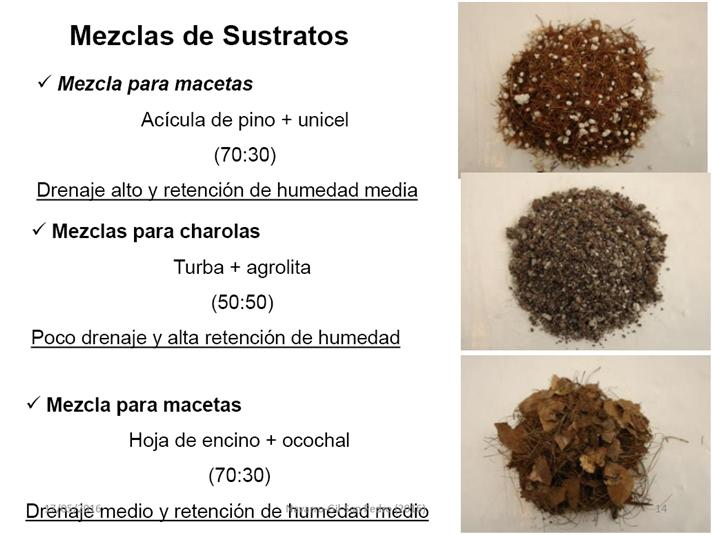 Mezclas de Sustratos
✓ Mezcla para macetas
Acícula de pino + unicel
(70:30)
Drenaje alto y retención de humedad media
✓ Mezclas para charolas
Turba + agrolita
(50:50)
Poco drenaje y alta retención de humedad
✓ Mezcla para macetas
Hoja de encino + ocochal
(70:30)
Drenaje medio y retención de humedad medio
14